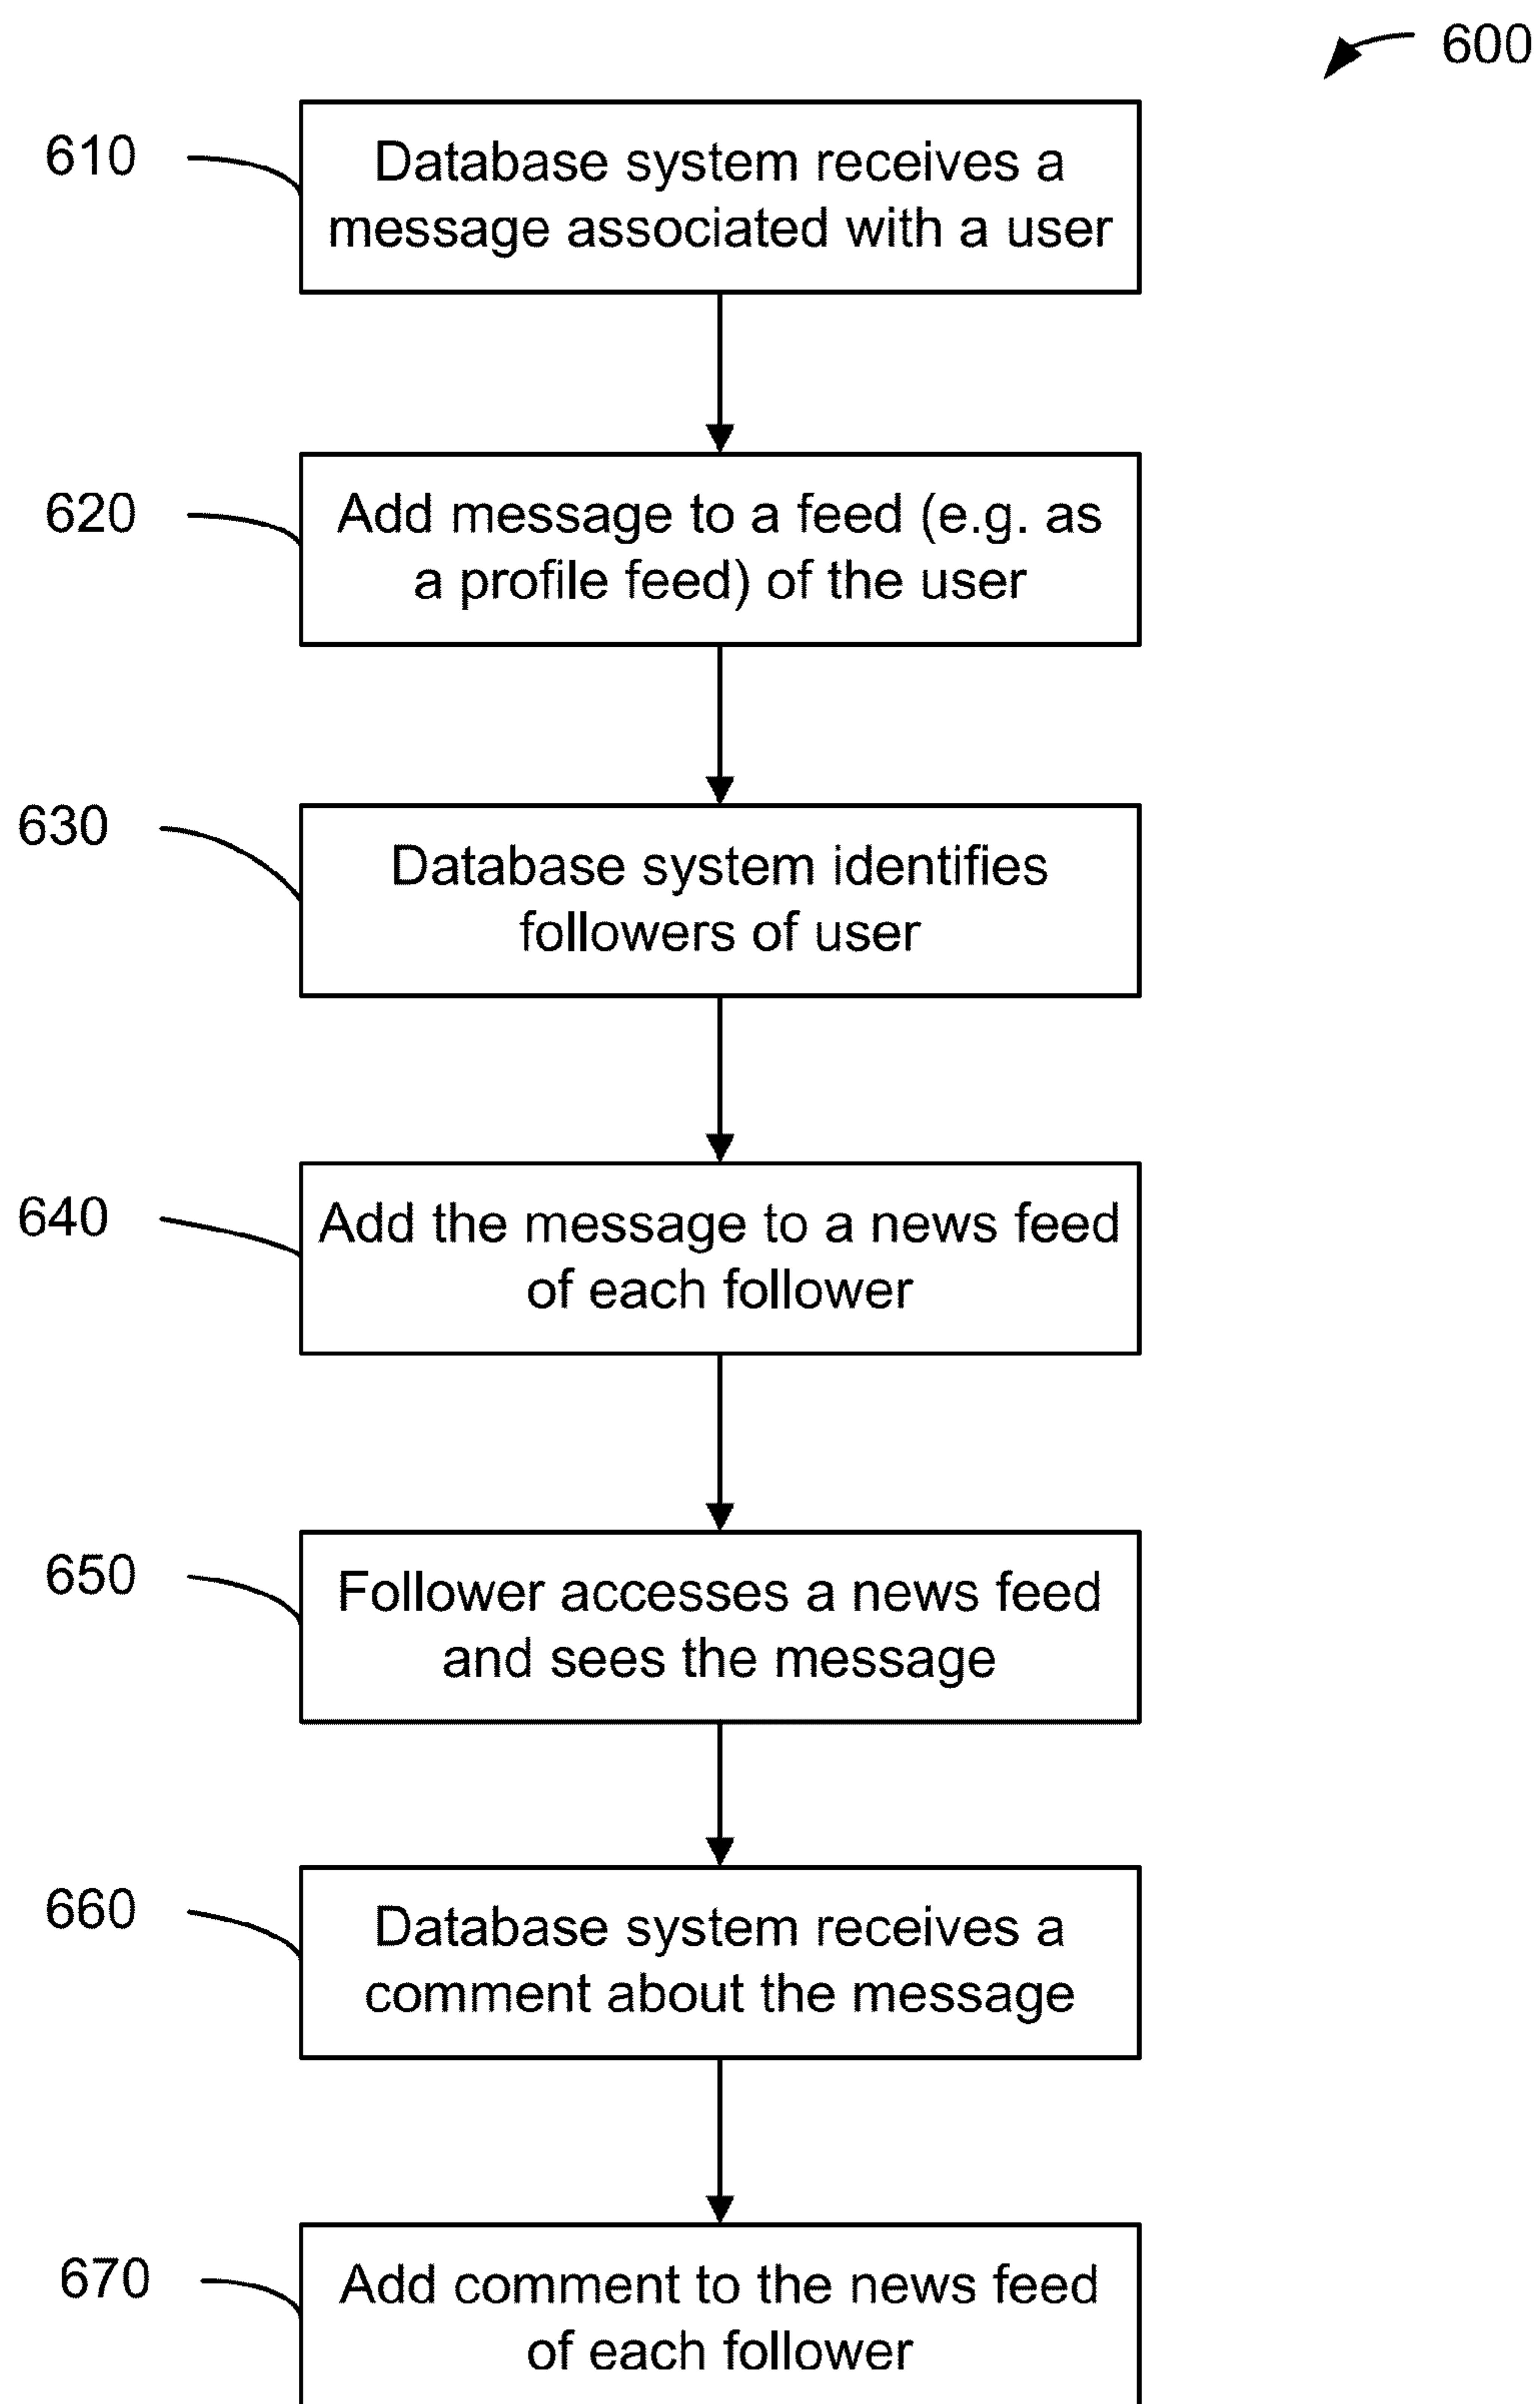 600
610
Database system receives a
message associated with a user
620
Add message to a feed (e.g. as
a profile feed) of the user
630
Database system identifies
followers of user
640
Add the message to a news feed
of each follower
650
Follower accesses a news feed
and sees the message
660
Database system receives a
comment about the message
670
Add comment to the news feed
of each follower